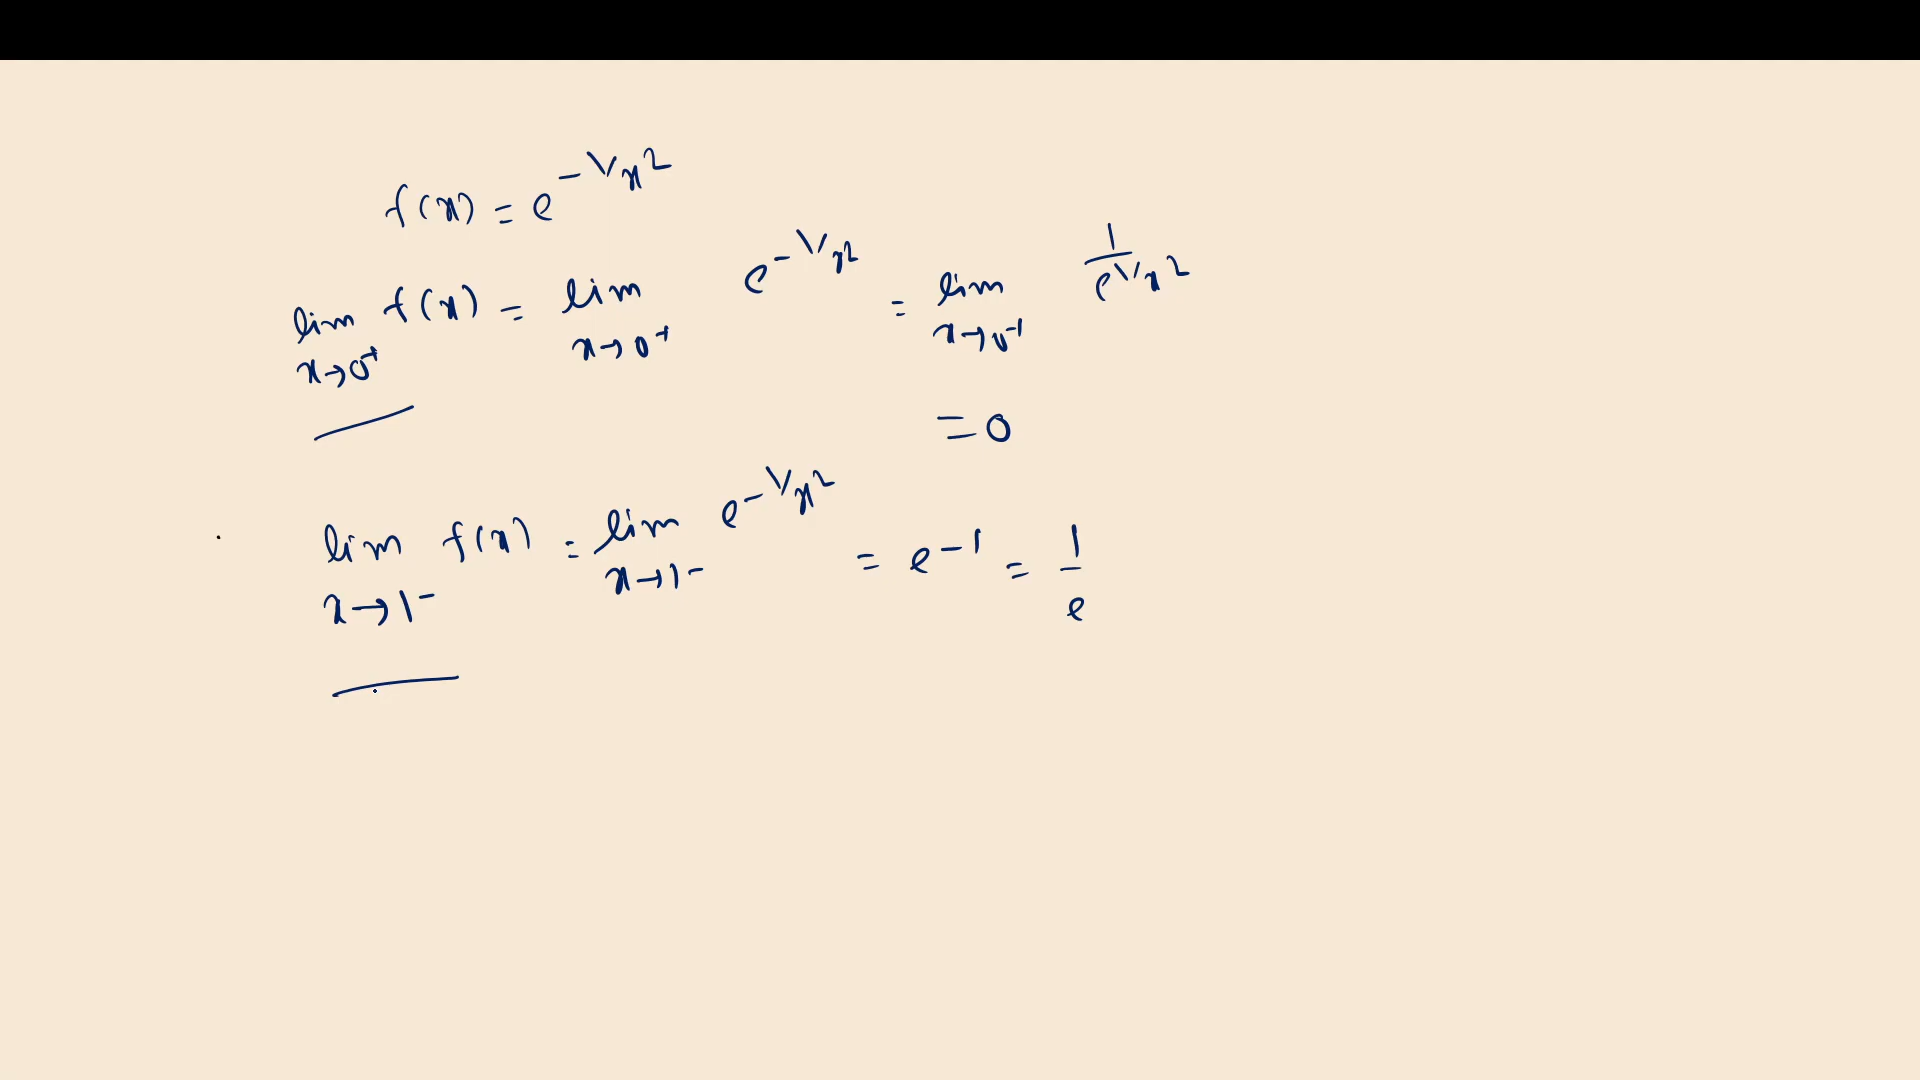 f(x) = e^{-1/x^2}
lim_{x→0^+} f(x) = lim_{x→0^+} e^{-1/x^2} = lim_{x→0^+} 1/e^{1/x^2}
= 0
lim_{x→1^-} f(x) = lim_{x→1^-} e^{-1/x^2} = e^{-1} = 1/e